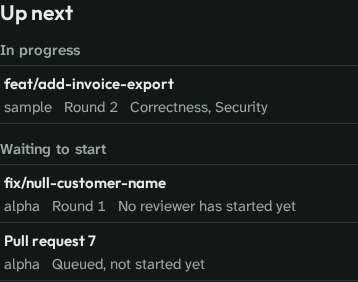 Up next
In progress
feat/add-invoice-export
sample Round 2 Correctness, Security
Waiting to start
fix/null-customer-name
alpha Round 1 No reviewer has started yet
Pull request 7
alpha Queued, not started yet